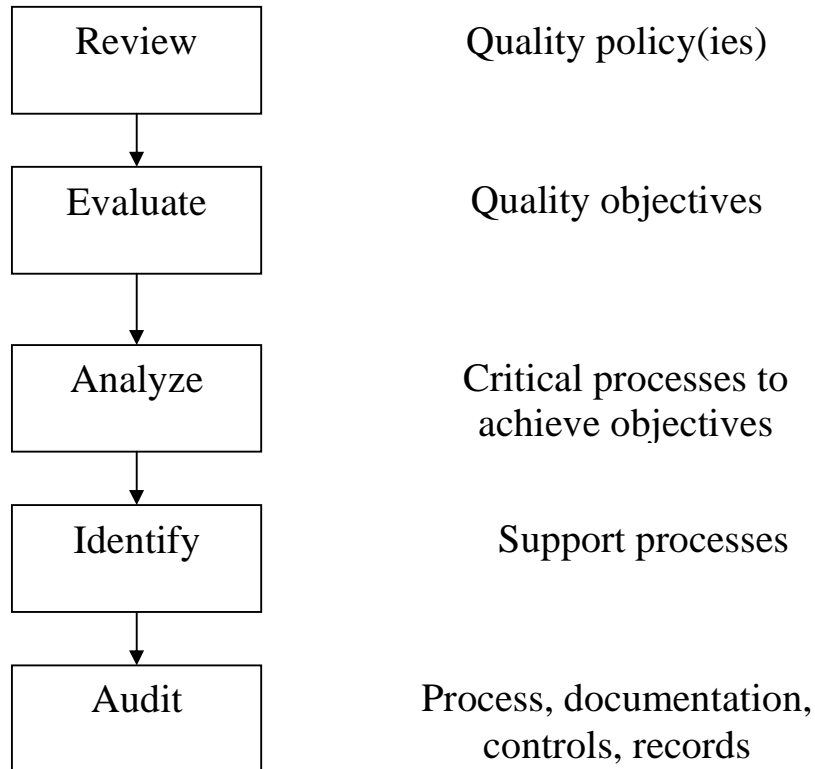 Review
Quality policy(ies)
Evaluate
Quality objectives
Analyze
Critical processes to
achieve objectives
Identify
Support processes
Audit
Process, documentation,
controls, records